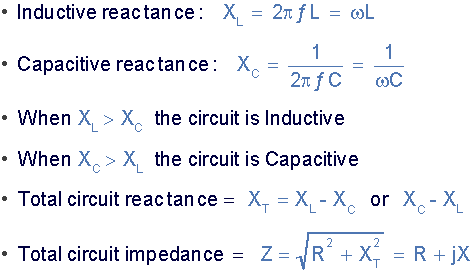 • Inductive reactance: X_L = 2π ƒ L = ωL
• Capacitive reactance: X_C = 1/(2π ƒ C) = 1/(ωC)
• When X_L > X_C the circuit is Inductive
• When X_C > X_L the circuit is Capacitive
• Total circuit reactance = X_T = X_L - X_C or X_C - X_L
• Total circuit impedance = Z = √(R² + X_T²) = R + jX